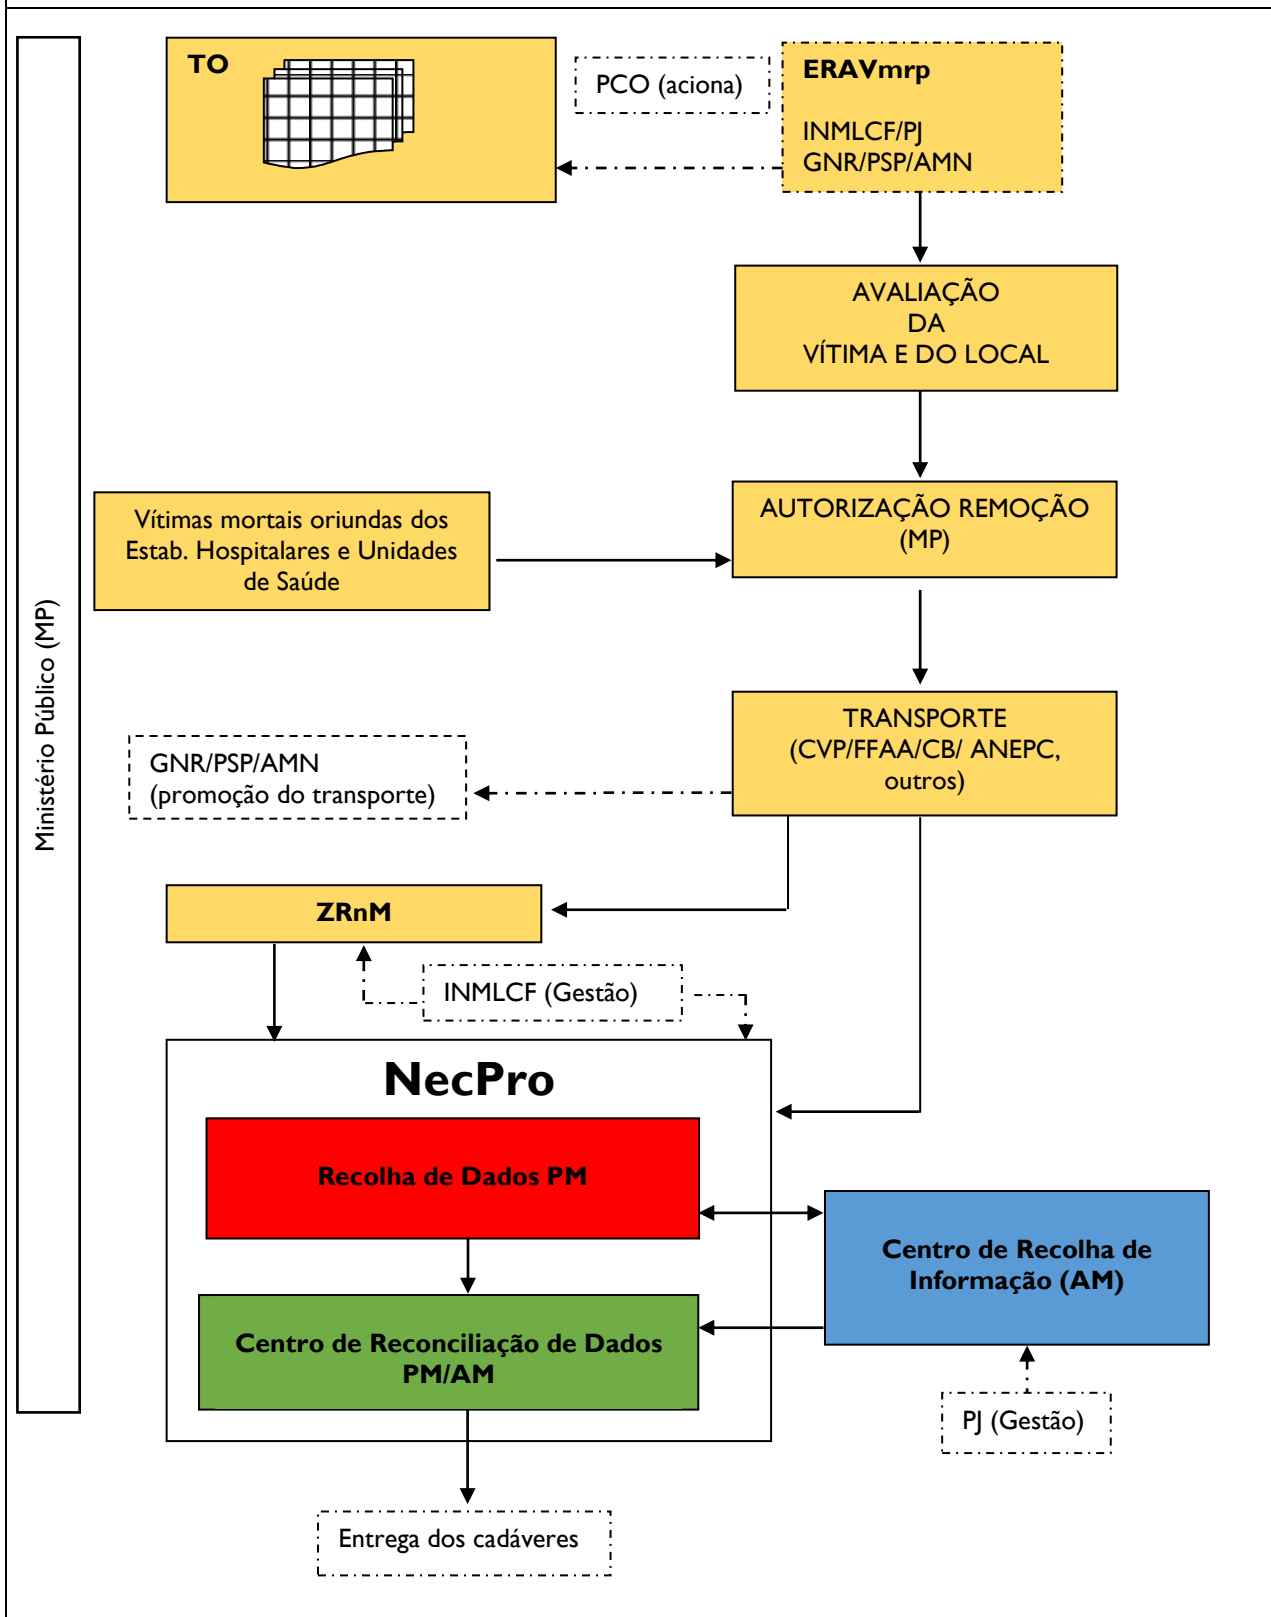 TO
PCO (aciona)
ERAVmrp
INMLCF/PJ
GNR/PSP/AMN
AVALIAÇÃO
DA
VÍTIMA E DO LOCAL
Vítimas mortais oriundas dos
Estab. Hospitalares e Unidades
de Saúde
AUTORIZAÇÃO REMOÇÃO
(MP)
Ministério Público (MP)
TRANSPORTE
(CVP/FFAA/CB/ ANEPC,
outros)
GNR/PSP/AMN
(promoção do transporte)
ZRnM
INMLCF (Gestão)
NecPro
Recolha de Dados PM
Centro de Recolha de
Informação (AM)
Centro de Reconciliação de Dados
PM/AM
PJ (Gestão)
Entrega dos cadáveres